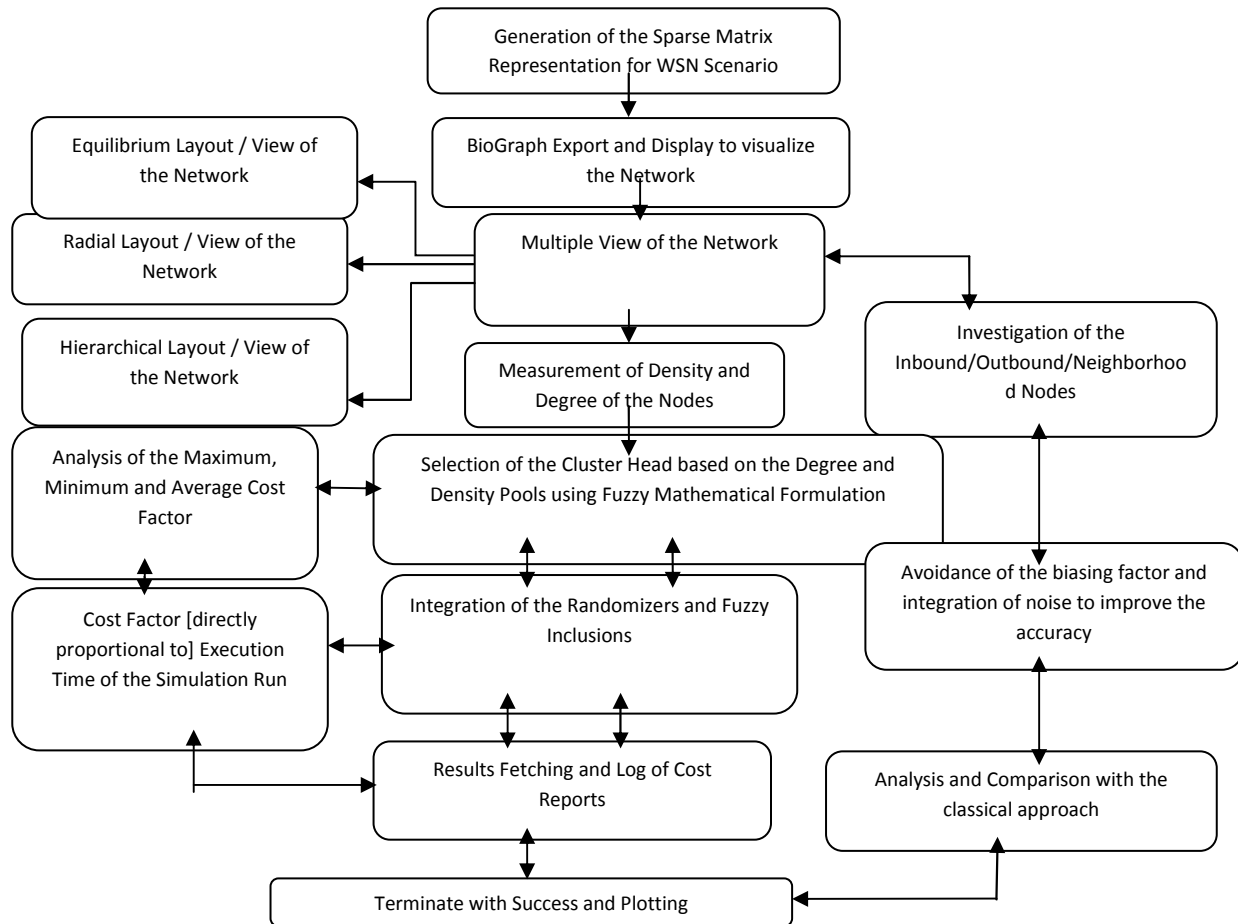 Generation of the Sparse Matrix
Representation for WSN Scenario
BioGraph Export and Display to visualize
the Network
Equilibrium Layout / View of
the Network
Radial Layout / View of the
Network
Multiple View of the Network
Hierarchical Layout / View of
the Network
Investigation of the
Inbound/Outbound/Neighborhoo
d Nodes
Measurement of Density and
Degree of the Nodes
Analysis of the Maximum,
Minimum and Average Cost
Factor
Selection of the Cluster Head based on the Degree and
Density Pools using Fuzzy Mathematical Formulation
Avoidance of the biasing factor and
integration of noise to improve the
accuracy
Cost Factor [directly
proportional to] Execution
Time of the Simulation Run
Integration of the Randomizers and Fuzzy
Inclusions
Results Fetching and Log of Cost
Reports
Analysis and Comparison with the
classical approach
Terminate with Success and Plotting